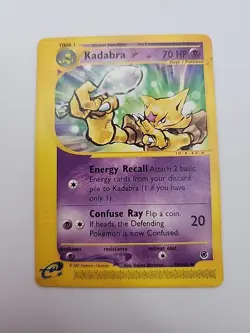 STAGE 1
Kadabra
70 HP
Energy Recall Attach 2 basic
Energy cards from your discard
pile to Kadabra (1 if you have
only 1).
Confuse Ray Flip a coin.
If heads, the Defending
Pokémon is now Confused.
20
weakness
resistance
retreat cost
e